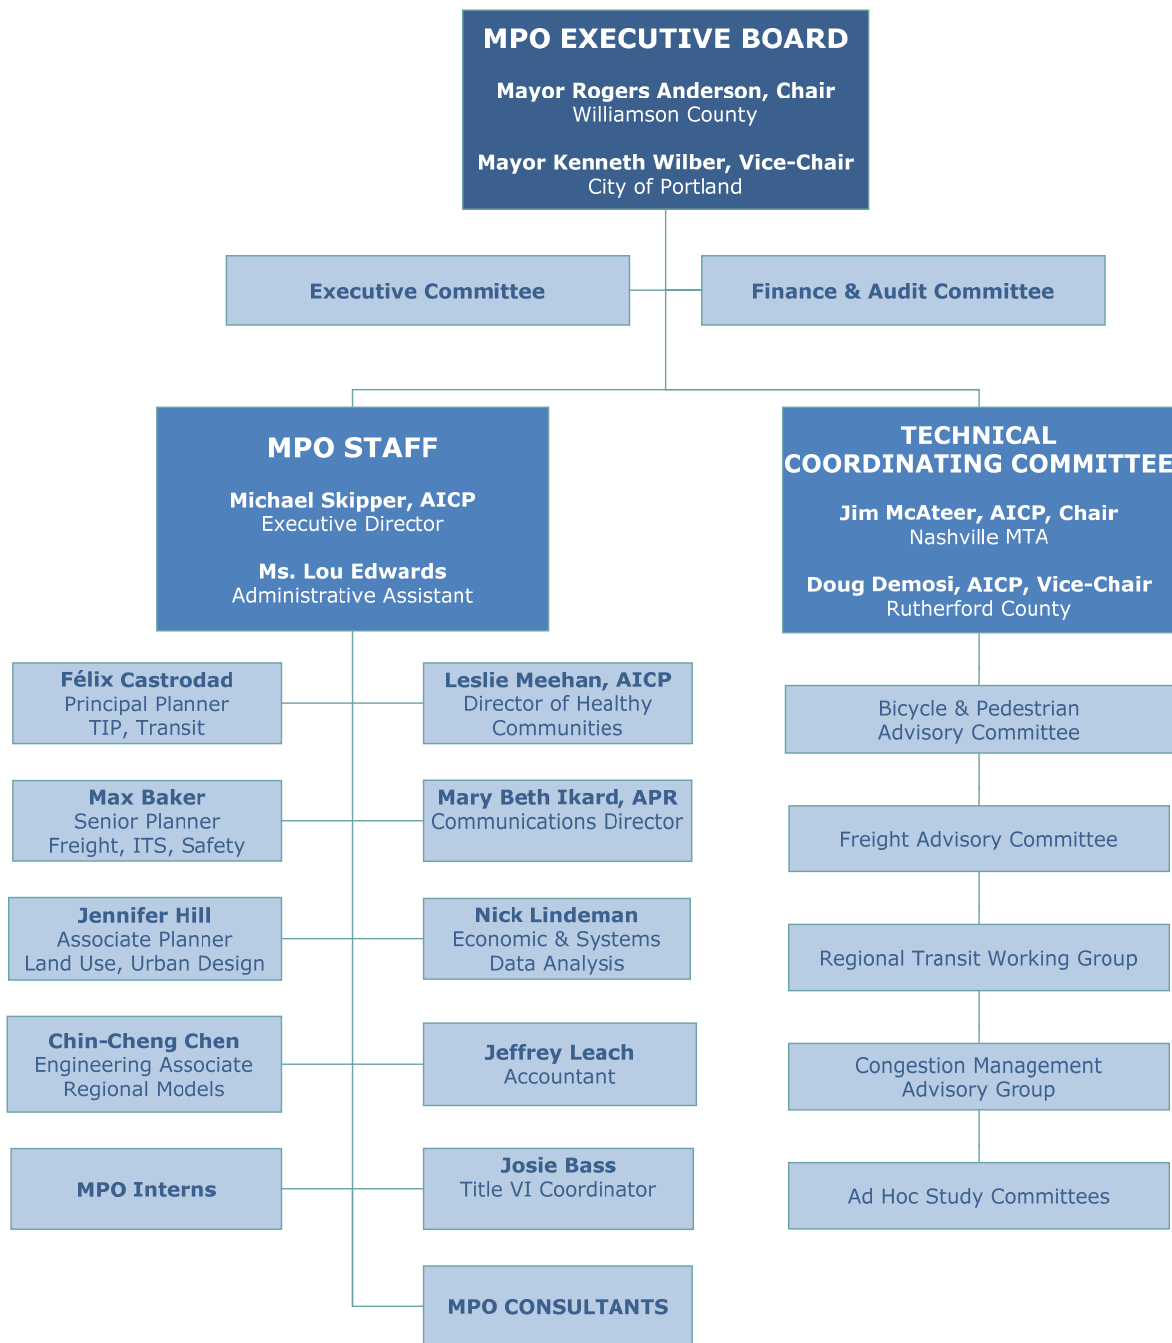 MPO EXECUTIVE BOARD
Mayor Rogers Anderson, Chair
Williamson County
Mayor Kenneth Wilber, Vice-Chair
City of Portland
Executive Committee
Finance & Audit Committee
MPO STAFF
Michael Skipper, AICP
Executive Director
Ms. Lou Edwards
Administrative Assistant
TECHNICAL
COORDINATING COMMITTEE
Jim McAteer, AICP, Chair
Nashville MTA
Doug Demosi, AICP, Vice-Chair
Rutherford County
Félix Castrodad
Principal Planner
TIP, Transit
Leslie Meehan, AICP
Director of Healthy
Communities
Max Baker
Senior Planner
Freight, ITS, Safety
Mary Beth Ikard, APR
Communications Director
Jennifer Hill
Associate Planner
Land Use, Urban Design
Nick Lindeman
Economic & Systems
Data Analysis
Chin-Cheng Chen
Engineering Associate
Regional Models
Jeffrey Leach
Accountant
MPO Interns
Josie Bass
Title VI Coordinator
MPO CONSULTANTS
Bicycle & Pedestrian
Advisory Committee
Freight Advisory Committee
Regional Transit Working Group
Congestion Management
Advisory Group
Ad Hoc Study Committees